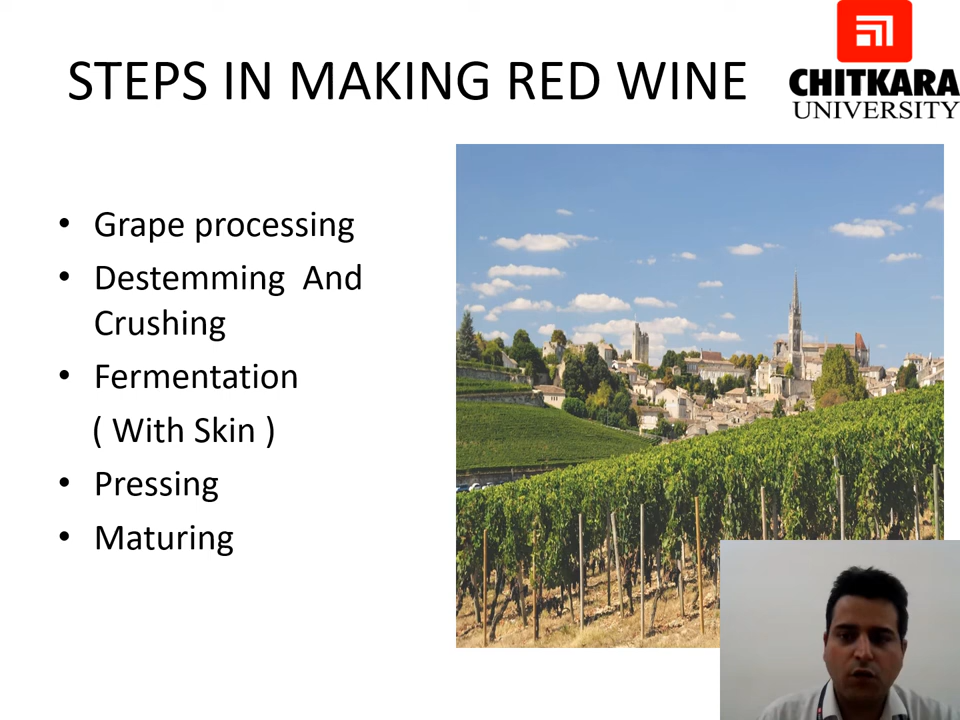 STEPS IN MAKING RED WINE
CHITKARA
UNIVERSITY
• Grape processing
• Destemming And
Crushing
• Fermentation
( With Skin )
• Pressing
• Maturing